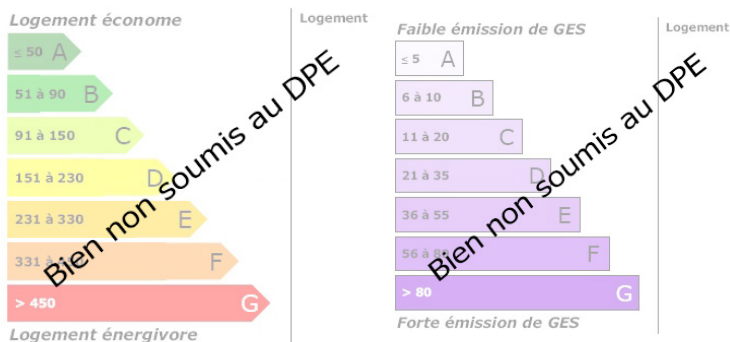 Logement économe
Logement
≤ 50 A
51 à 90 B
91 à 150 C
151 à 230 D
231 à 330 E
331 à F
> 450 G
Logement énergivore
Bien non soumis au DPE
Faible émission de GES
Logement
≤ 5 A
6 à 10 B
11 à 20 C
21 à 35 D
36 à 55 E
56 à 80 F
> 80 G
Forte émission de GES
Bien non soumis au DPE